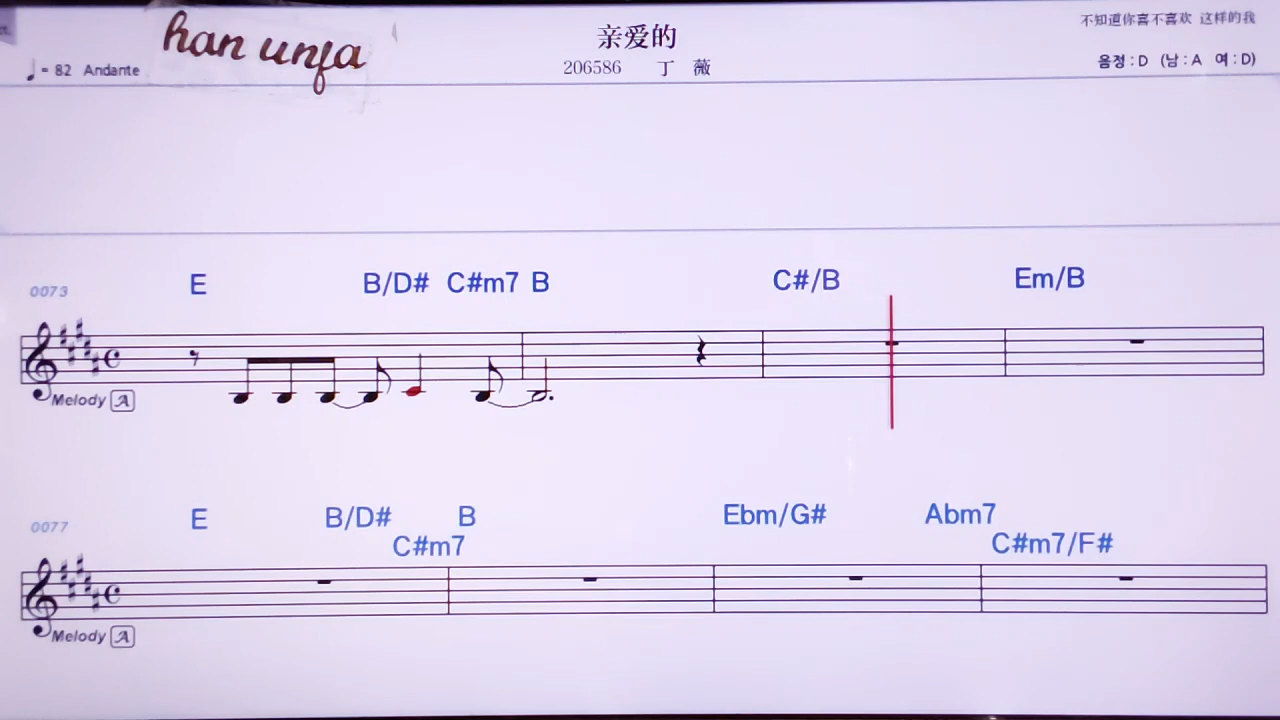 han unfa
亲爱的
不知道你喜不喜欢 这样的我
♩= 82 Andante
206586 丁 薇
음정 : D (남 : A 여 : D)
0073 E B/D# C#m7 B C#/B Em/B
Melody A
0077 E B/D# B Ebm/G# Abm7
C#m7 C#m7/F#
Melody A